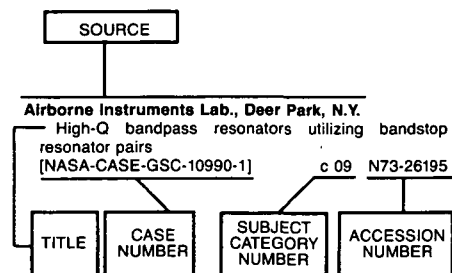 SOURCE
Airborne Instruments Lab., Deer Park, N.Y.
High-Q bandpass resonators utilizing bandstop
resonator pairs
[NASA-CASE-GSC-10990-1] c 09 N73-26195
TITLE
CASE
NUMBER
SUBJECT
CATEGORY
NUMBER
ACCESSION
NUMBER